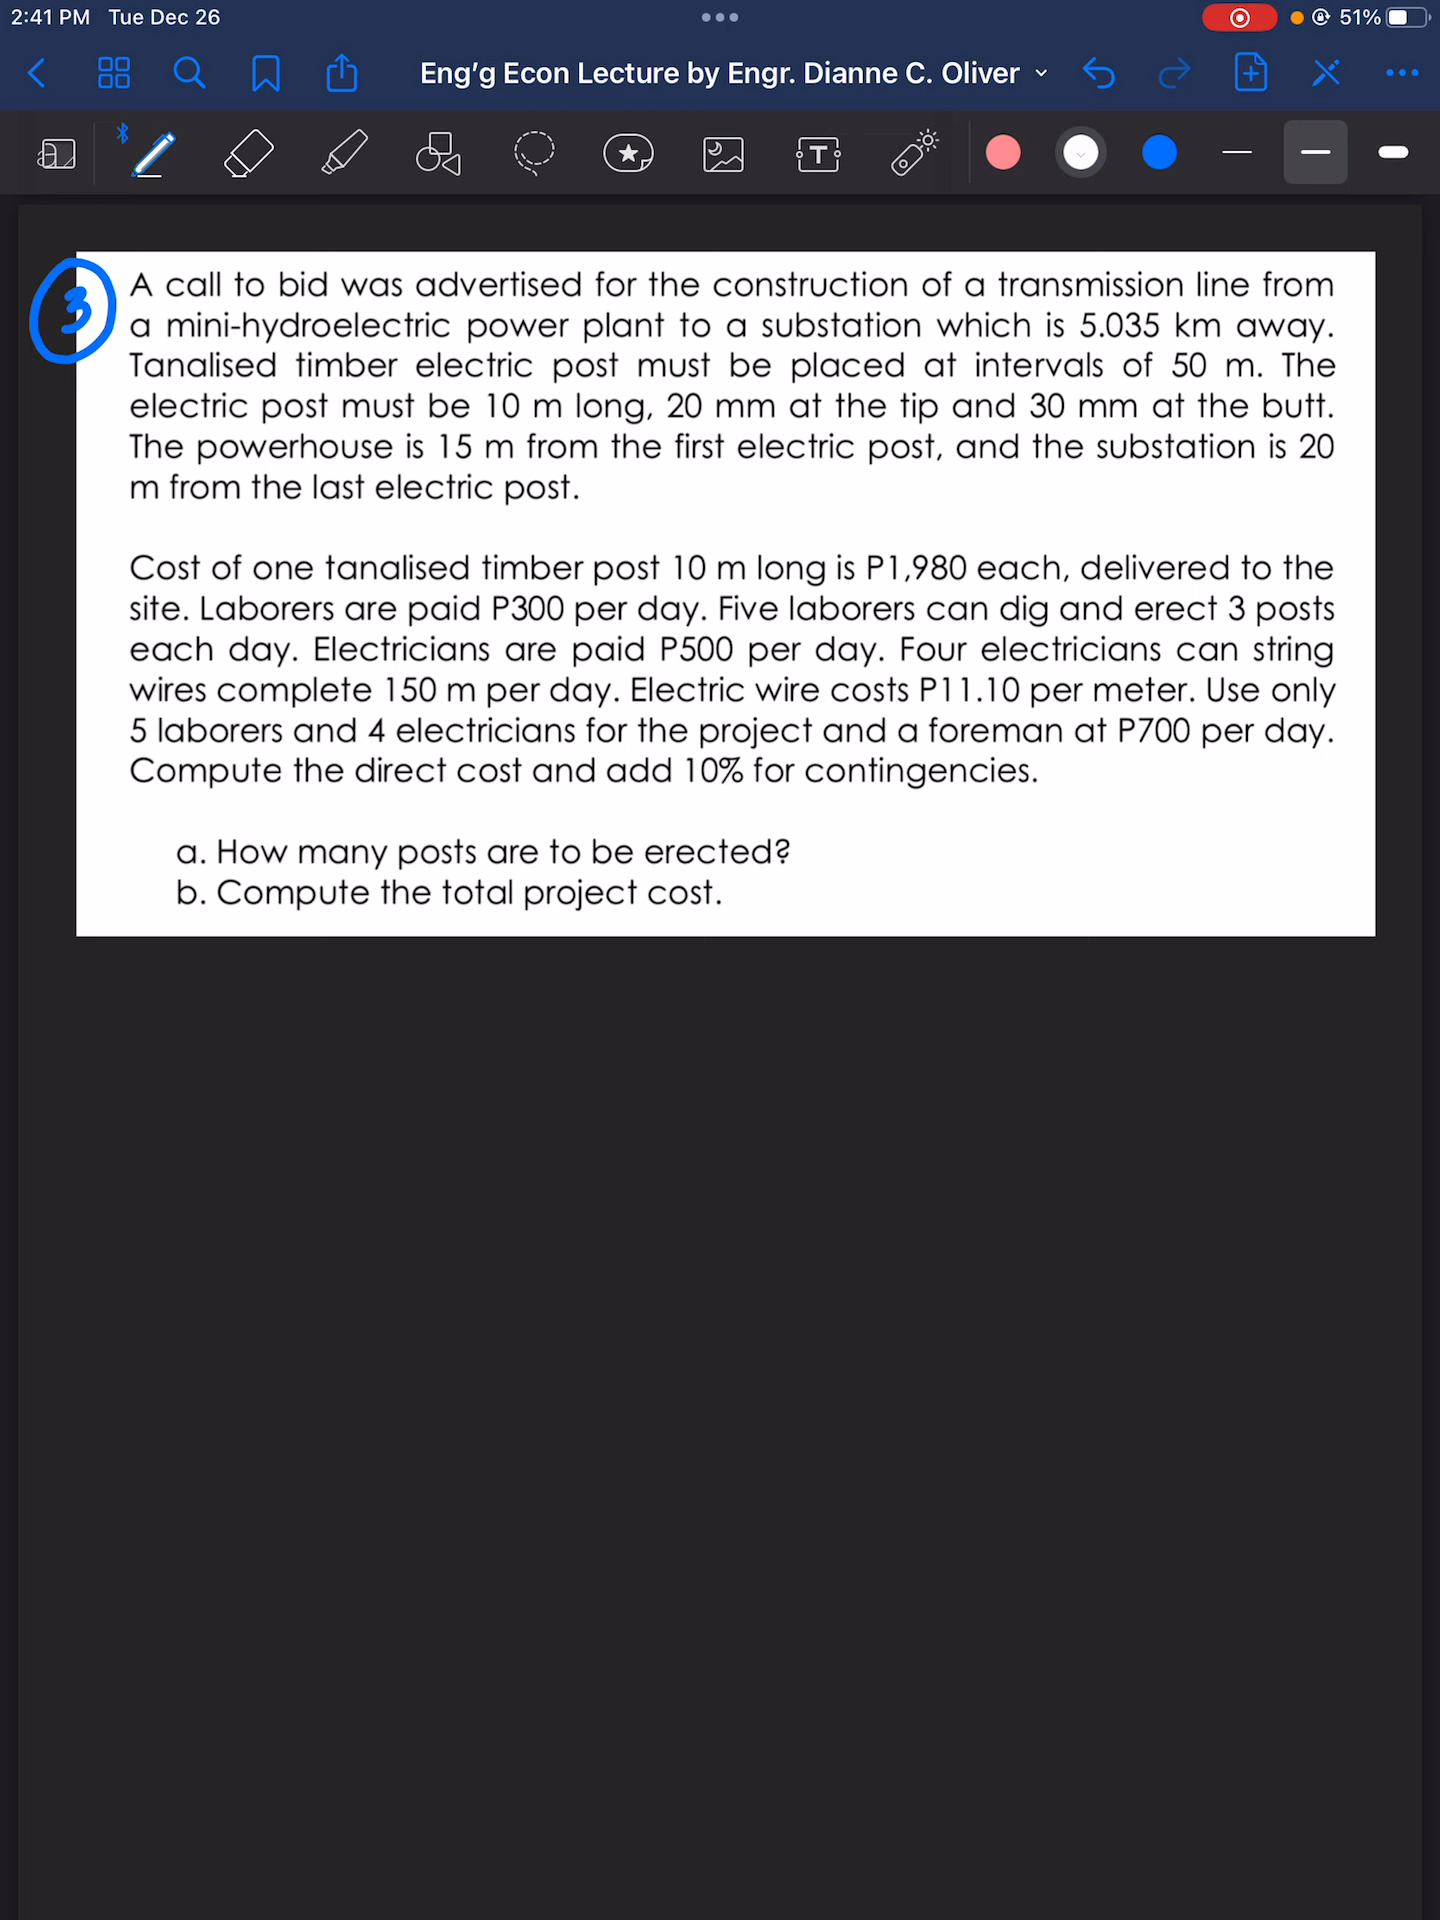 2:41 PM Tue Dec 26
51%
Eng'g Econ Lecture by Engr. Dianne C. Oliver
3
A call to bid was advertised for the construction of a transmission line from
a mini-hydroelectric power plant to a substation which is 5.035 km away.
Tanalised timber electric post must be placed at intervals of 50 m. The
electric post must be 10 m long, 20 mm at the tip and 30 mm at the butt.
The powerhouse is 15 m from the first electric post, and the substation is 20
m from the last electric post.
Cost of one tanalised timber post 10 m long is P1,980 each, delivered to the
site. Laborers are paid P300 per day. Five laborers can dig and erect 3 posts
each day. Electricians are paid P500 per day. Four electricians can string
wires complete 150 m per day. Electric wire costs P11.10 per meter. Use only
5 laborers and 4 electricians for the project and a foreman at P700 per day.
Compute the direct cost and add 10% for contingencies.
a. How many posts are to be erected?
b. Compute the total project cost.